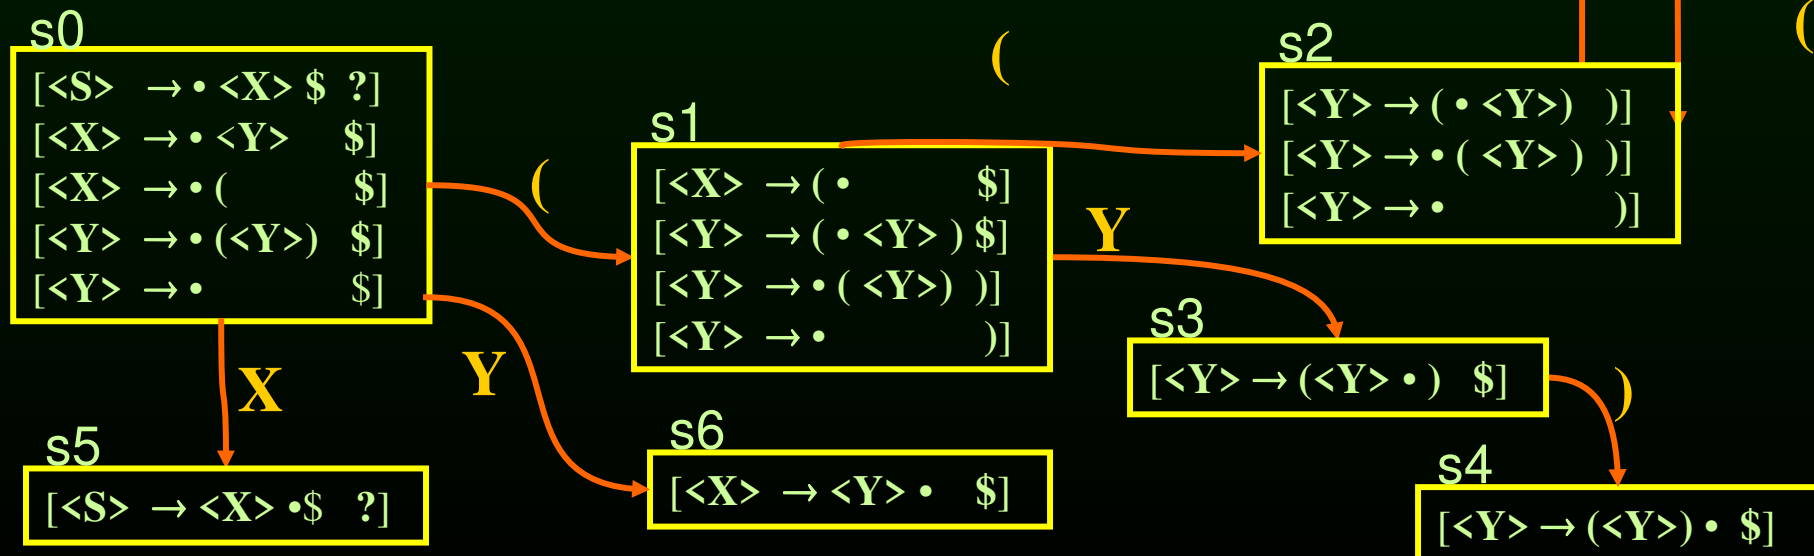 s0
[<S> → • <X> $ ?]
[<X> → • <Y> $]
[<X> → • ( $]
[<Y> → • (<Y>) $]
[<Y> → • $]
(
s1
[<X> → ( • $]
[<Y> → ( • <Y> ) $]
[<Y> → • ( <Y>) )]
[<Y> → • )]
(
s2
[<Y> → ( • <Y>) )]
[<Y> → • ( <Y> ) )]
[<Y> → • )]
(
Y
s3
[<Y> → (<Y> • ) $]
)
s4
[<Y> → (<Y>) • $]
X
Y
s5
[<S> → <X> •$ ?]
s6
[<X> → <Y> • $]